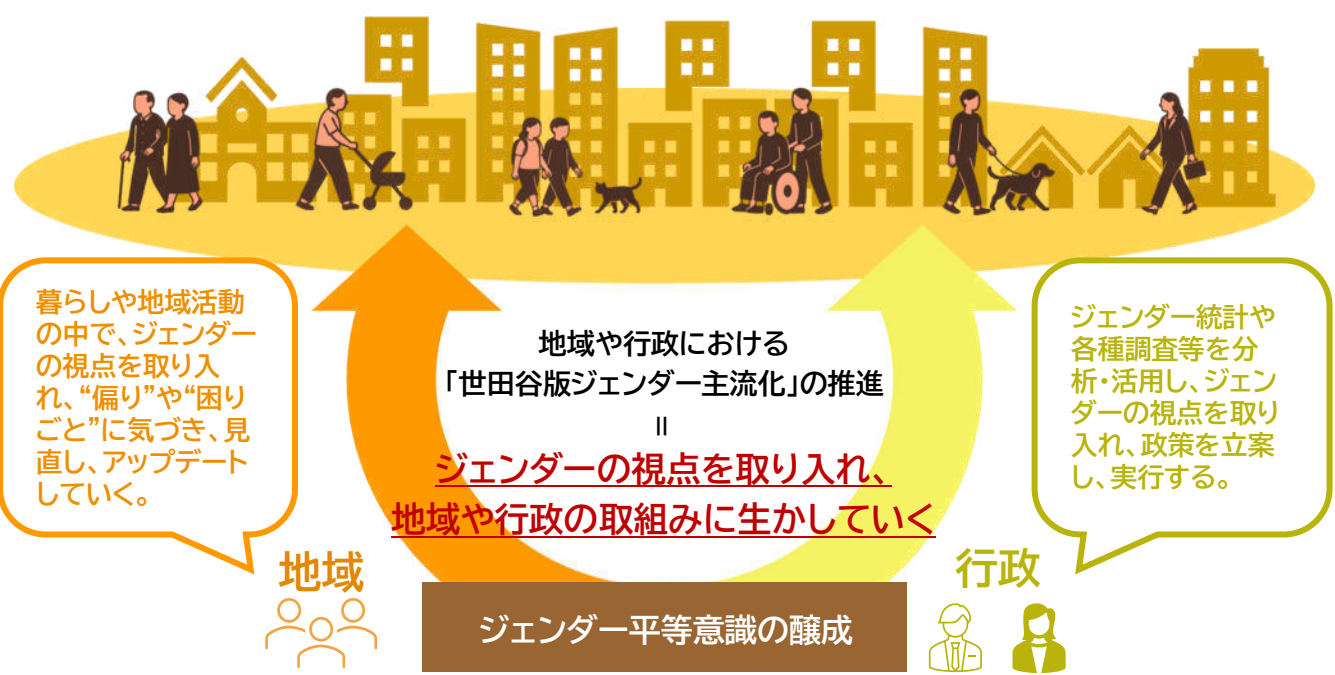 暮らしや地域活動
の中で、ジェンダー
の視点を取り入
れ、“偏り”や“困り
ごと”に気づき、見
直し、アップデート
していく。
地域
地域や行政における
「世田谷版ジェンダー主流化」の推進
＝
ジェンダーの視点を取り入れ、
地域や行政の取組みに生かしていく
ジェンダー平等意識の醸成
ジェンダー統計や
各種調査等を分
析・活用し、ジェン
ダーの視点を取り
入れ、政策を立案
し、実行する。
行政